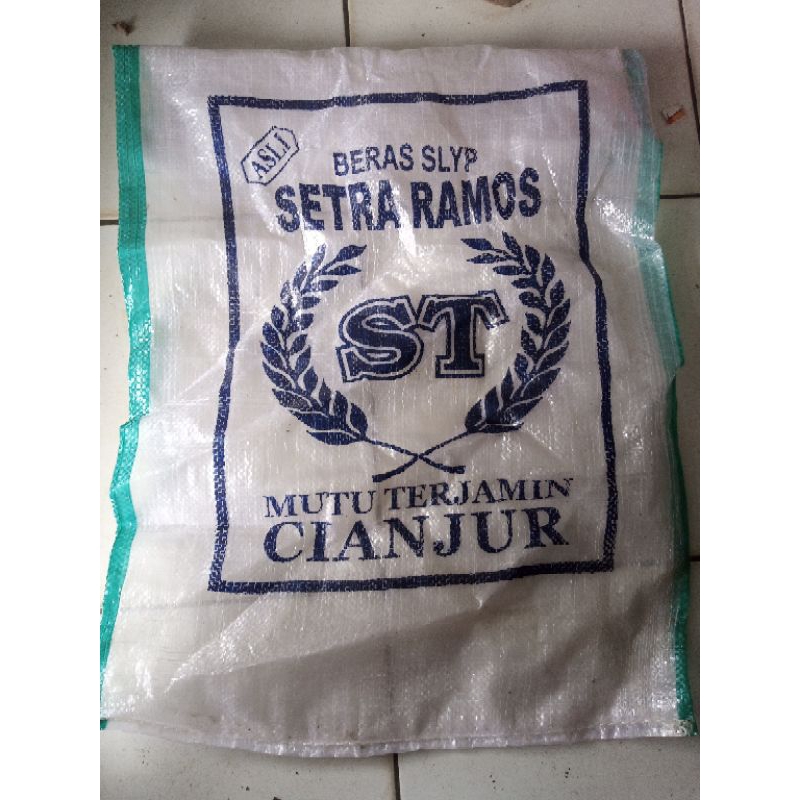 ASLI
BERAS SLYP
SETRA RAMOS
ST
MUTU TERJAMIN
CIANJUR